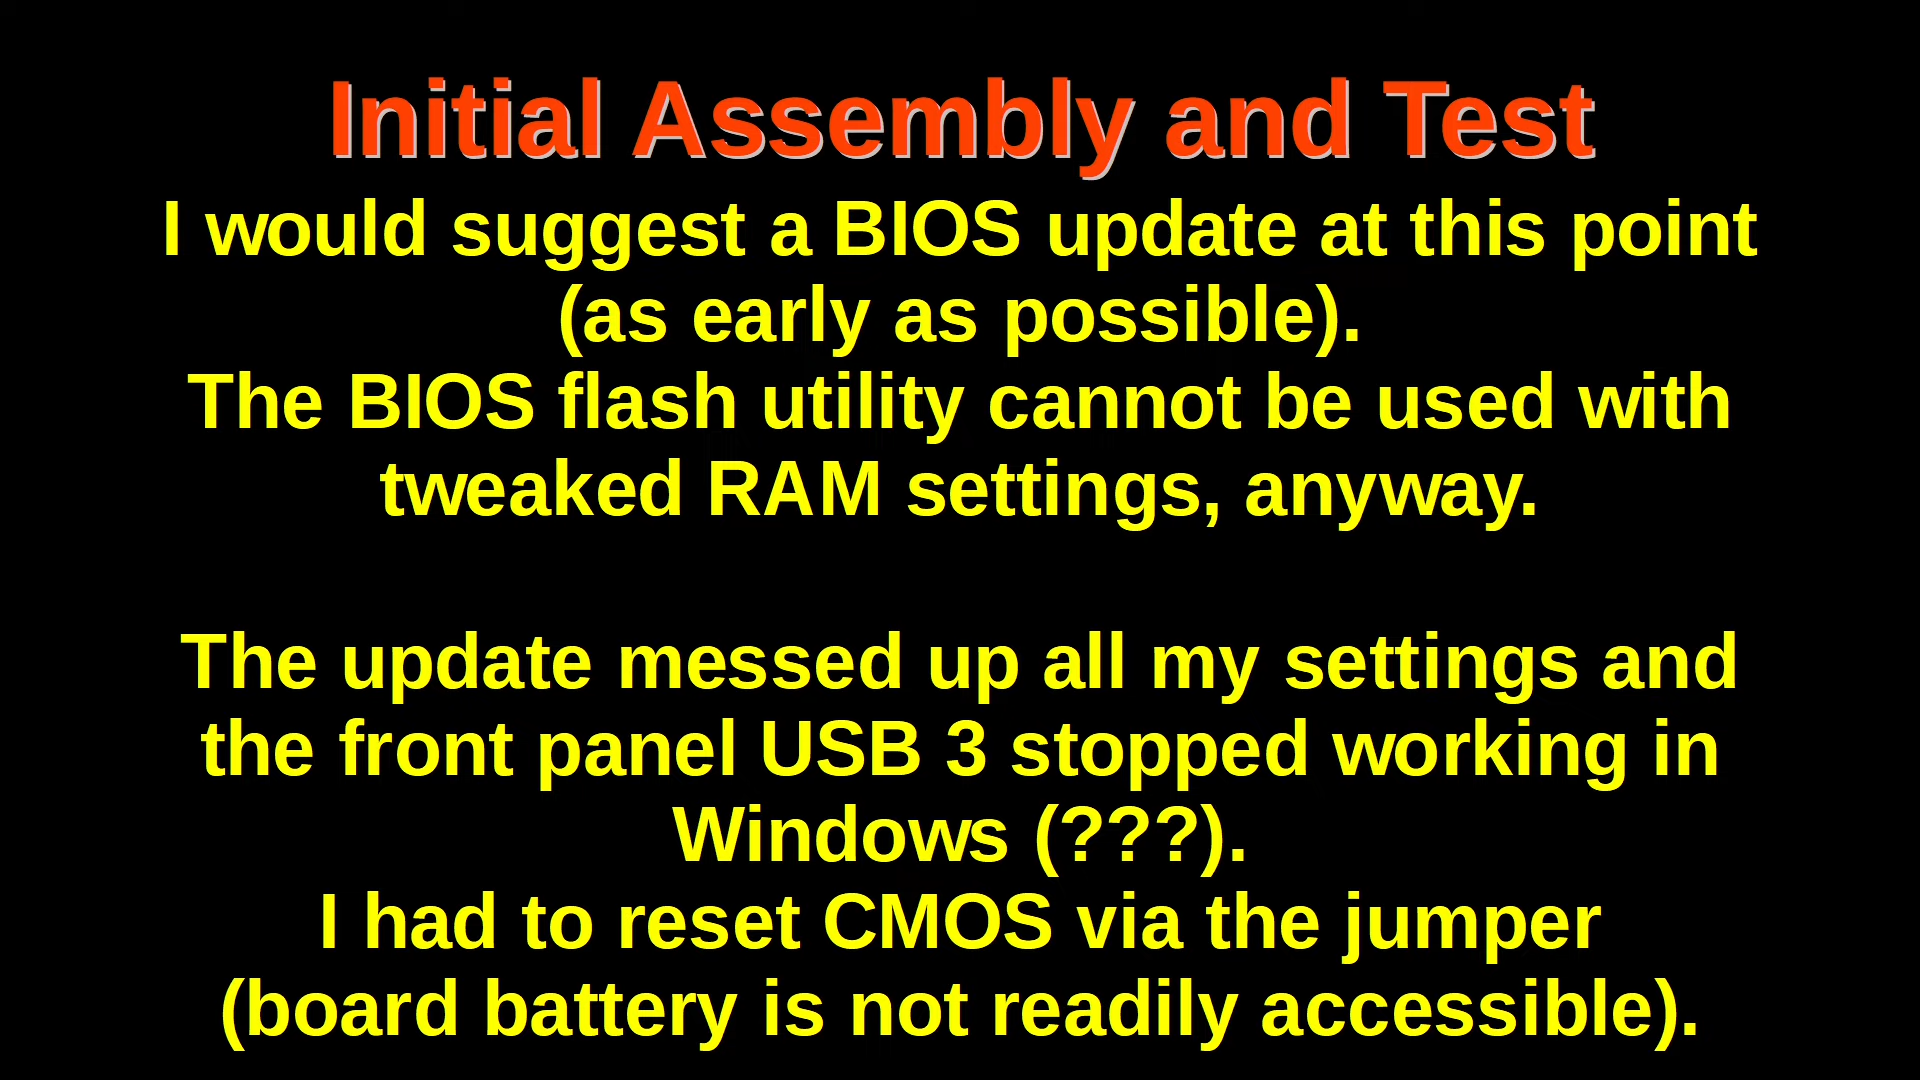 Initial Assembly and Test
I would suggest a BIOS update at this point
(as early as possible).
The BIOS flash utility cannot be used with
tweaked RAM settings, anyway.
The update messed up all my settings and
the front panel USB 3 stopped working in
Windows (???).
I had to reset CMOS via the jumper
(board battery is not readily accessible).